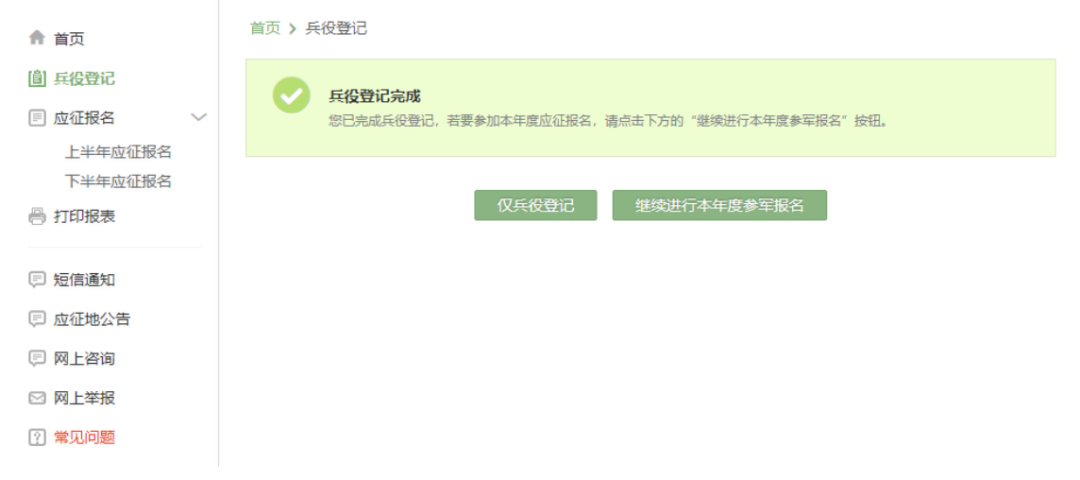 首页
兵役登记
应征报名
上半年应征报名
下半年应征报名
打印报表
短信通知
应征地公告
网上咨询
网上举报
常见问题
首页 > 兵役登记
兵役登记完成
您已完成兵役登记，若要参加本年度应征报名，请点击下方的“继续进行本年度参军报名”按钮。
仅兵役登记 继续进行本年度参军报名